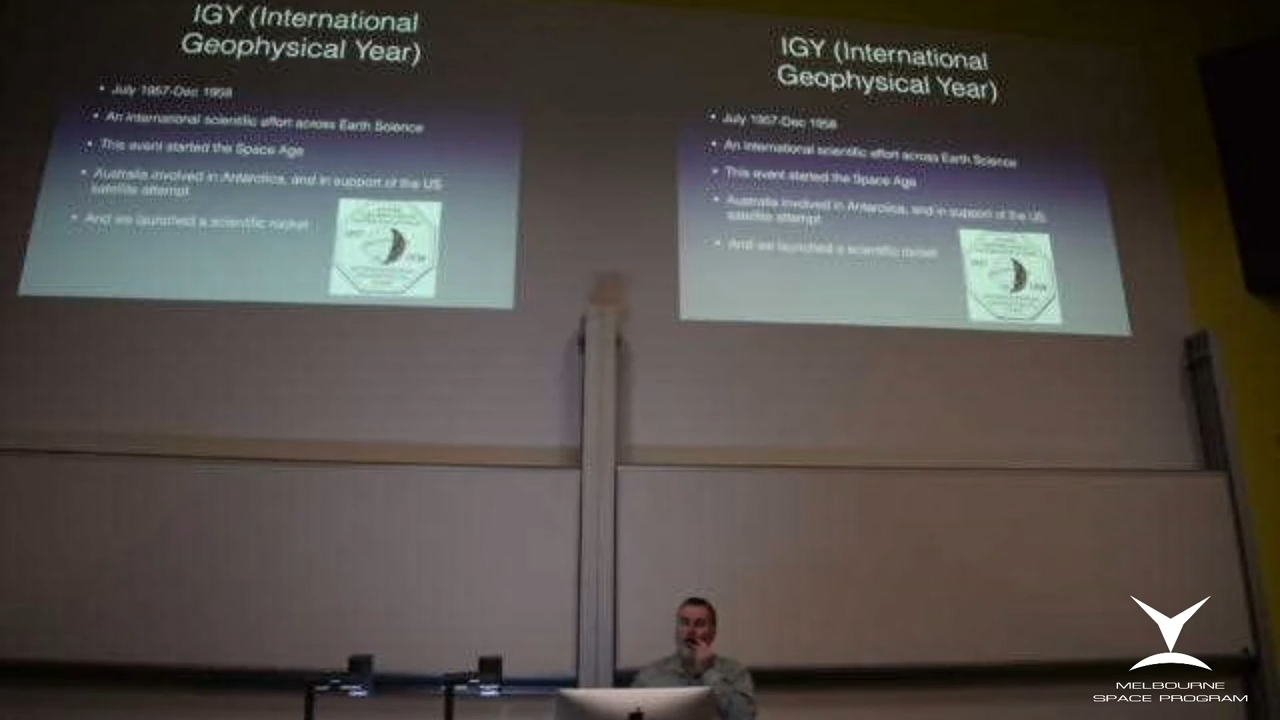 IGY (International
Geophysical Year)
• July 1957-Dec 1958
• An international scientific effort across Earth Science
• This event started the Space Age
• Australia involved in Antarctica, and in support of the US
satellite attempt
• And we launched a scientific rocket
IGY (International
Geophysical Year)
• July 1957-Dec 1958
• An international scientific effort across Earth Science
• This event started the Space Age
• Australia involved in Antarctica, and in support of the US
satellite attempt
• And we launched a scientific rocket
MELBOURNE
SPACE PROGRAM